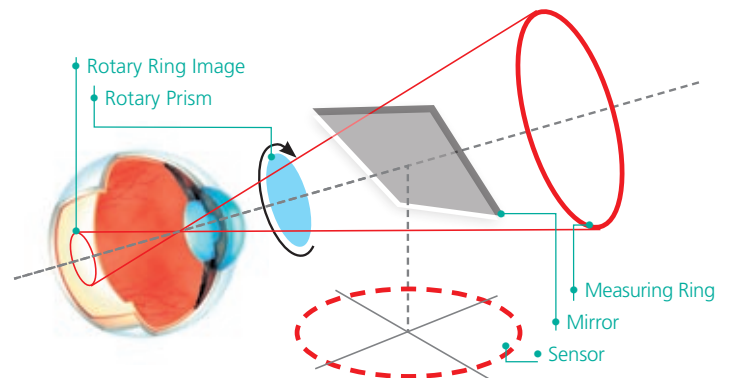 Rotary Ring Image
Rotary Prism
Measuring Ring
Mirror
Sensor